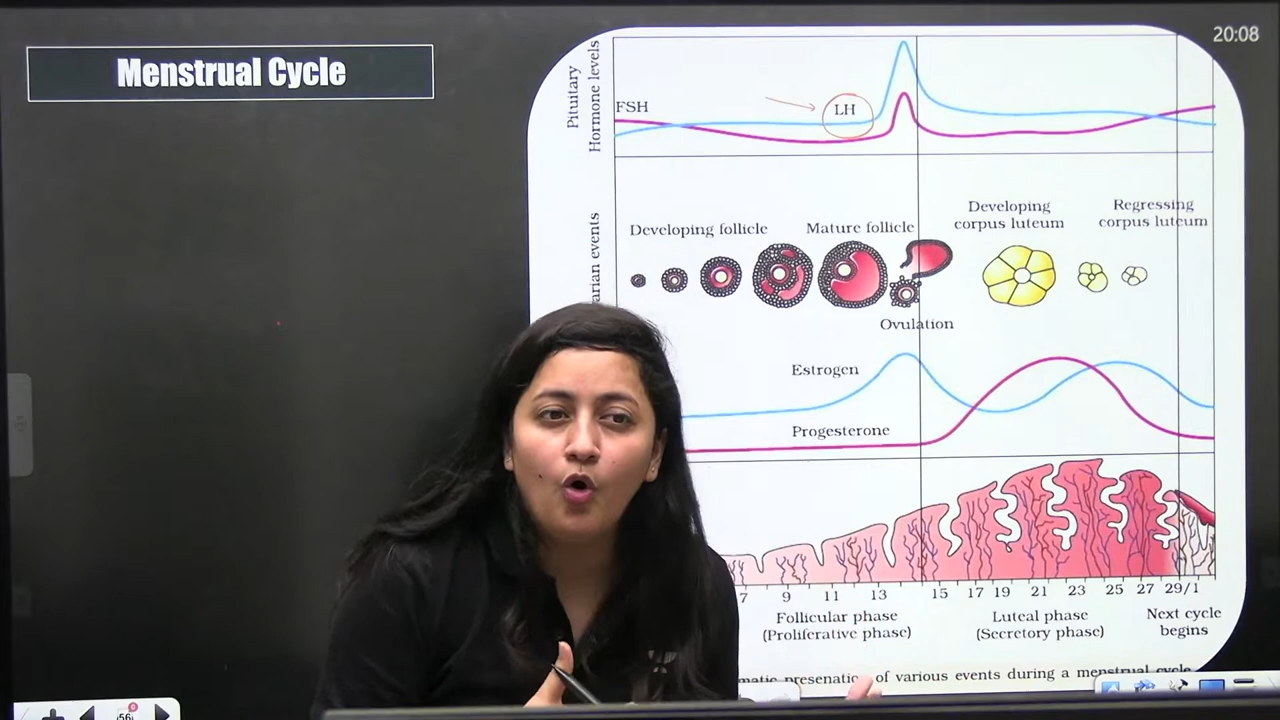 20:08
Menstrual Cycle
Pituitary
Hormone levels
FSH
LH
Developing follicle
Mature follicle
Developing
corpus luteum
Regressing
corpus luteum
Ovulation
Estrogen
Progesterone
7 9 11 13 15 17 19 21 23 25 27 29/1
Follicular phase
(Proliferative phase)
Luteal phase
(Secretory phase)
Next cycle
begins
of various events during a menstrual cycle
56
0